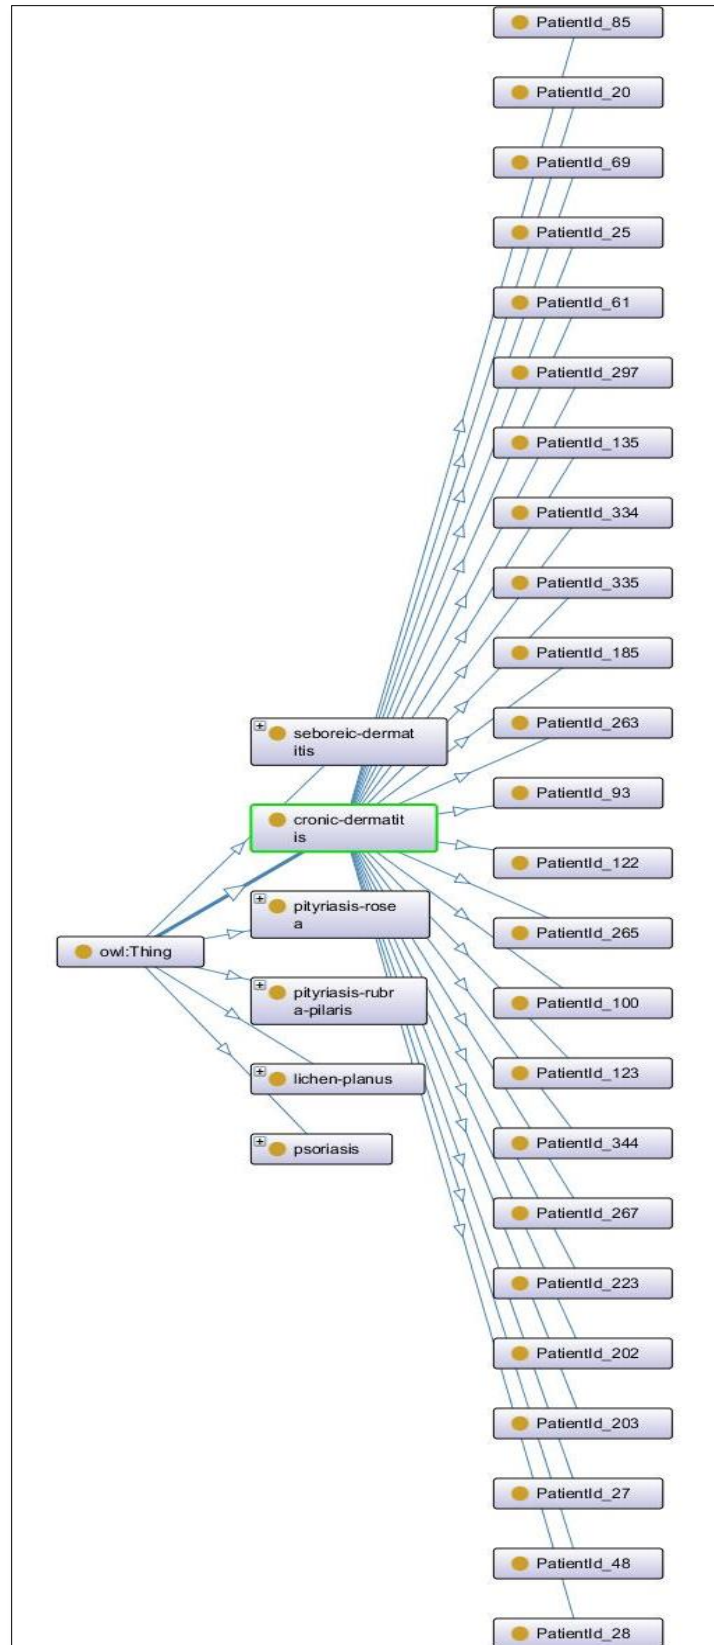 PatientId_85
PatientId_20
PatientId_69
PatientId_25
PatientId_61
PatientId_297
PatientId_135
PatientId_334
PatientId_335
PatientId_185
seboreic-dermat
itis
PatientId_263
cronic-dermatit
is
PatientId_93
PatientId_122
pityriasis-rose
a
PatientId_265
owl:Thing
pityriasis-rubr
a-pilaris
PatientId_100
lichen-planus
PatientId_123
psoriasis
PatientId_344
PatientId_267
PatientId_223
PatientId_202
PatientId_203
PatientId_27
PatientId_48
PatientId_28